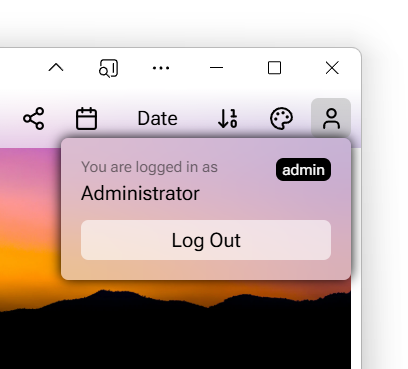 Date
You are logged in as
admin
Administrator
Log Out